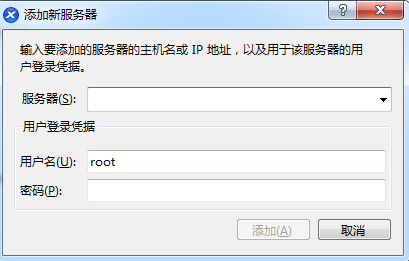 添加新服务器
输入要添加的服务器的主机名或 IP 地址，以及用于该服务器的用
户登录凭据。
服务器(S):
用户登录凭据
用户名(U): root
密码(P):
添加(A) 取消